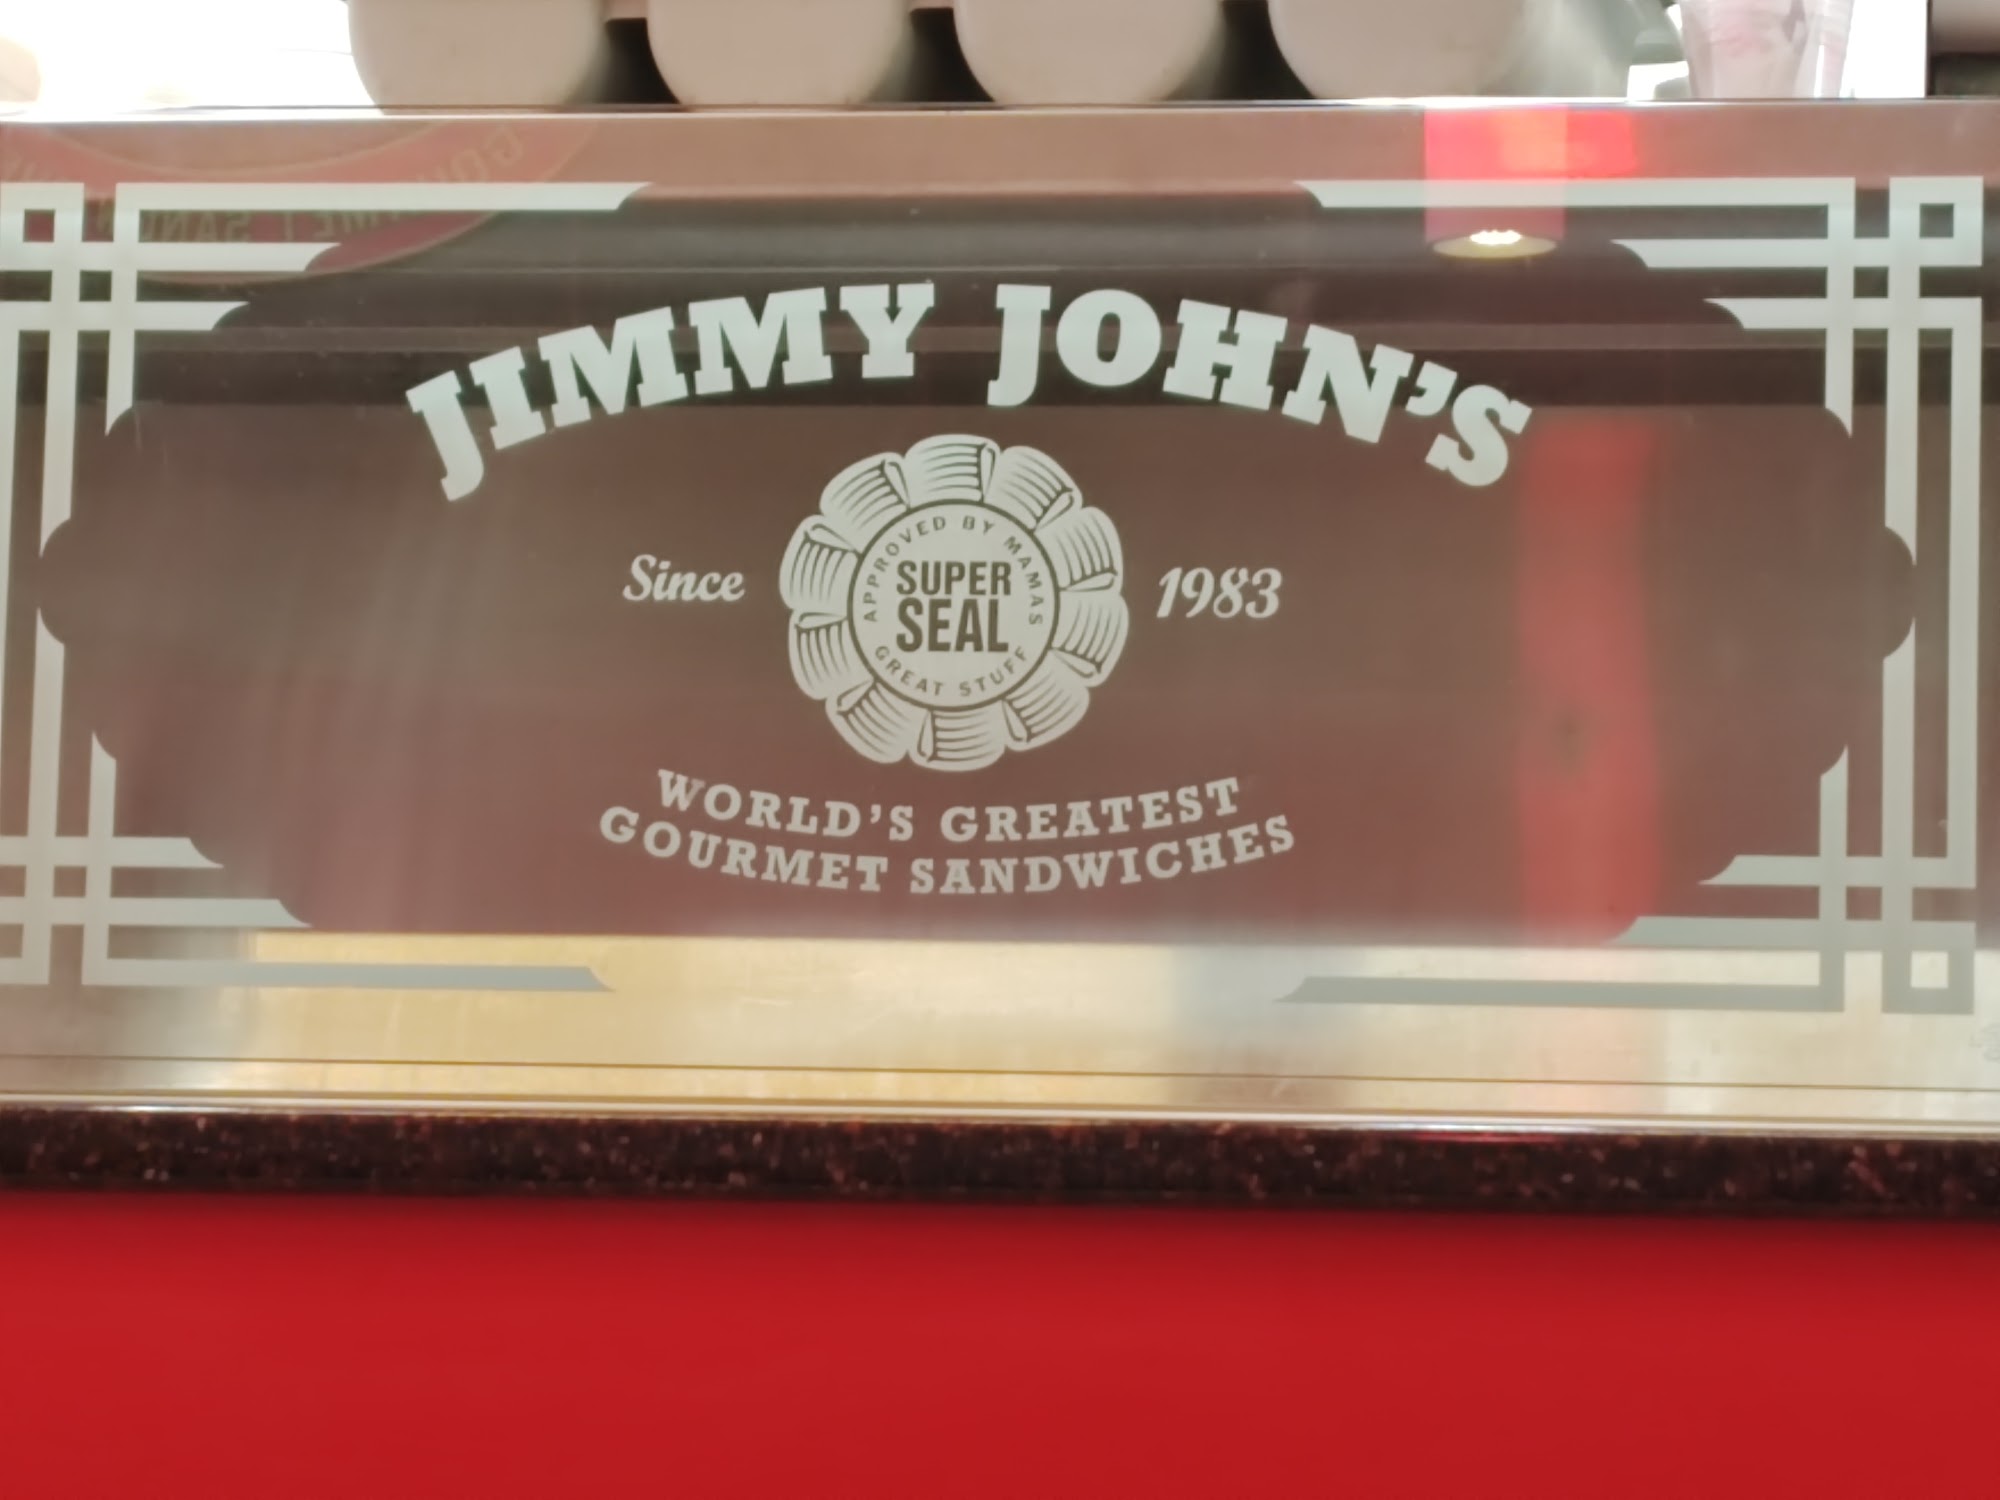 JIMMY JOHN'S
Since 1983
APPROVED BY MAMAS
SUPER
SEAL
GREAT STUFF
WORLD'S GREATEST
GOURMET SANDWICHES